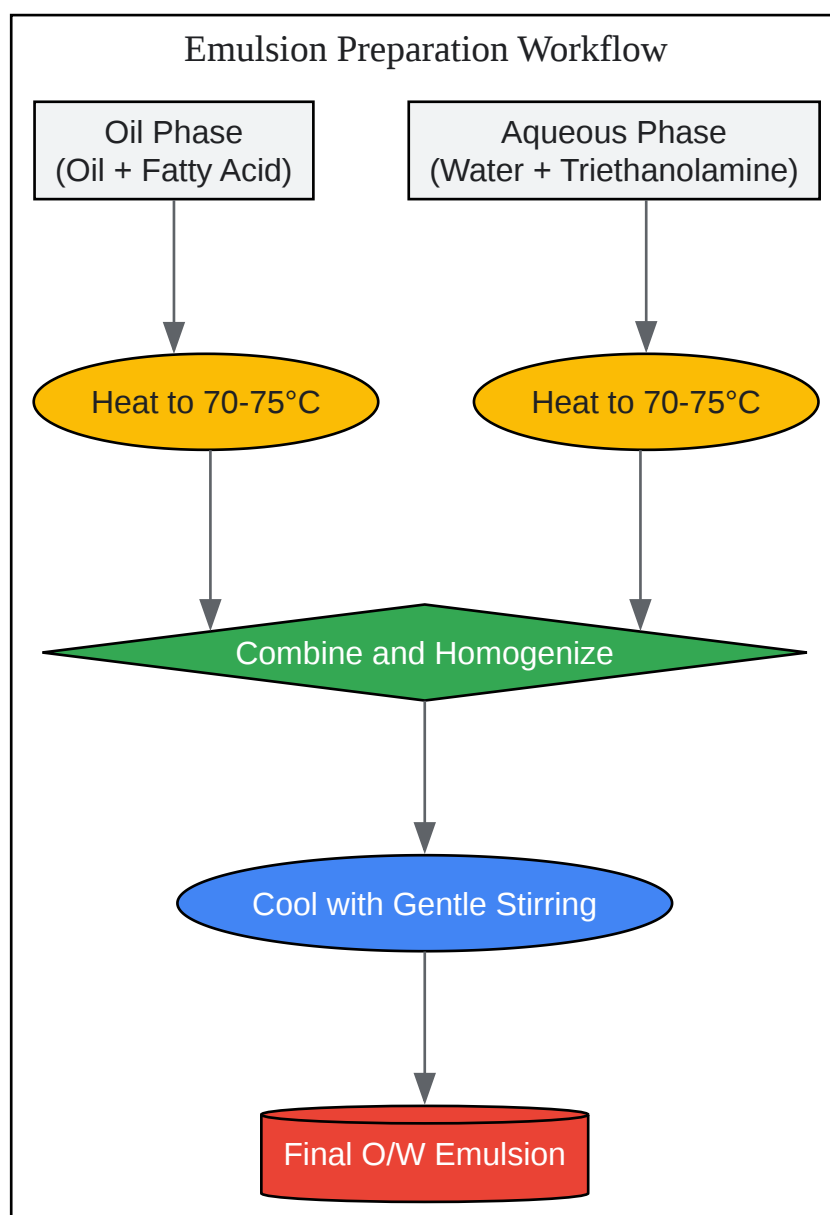 Emulsion Preparation Workflow
Oil Phase
(Oil + Fatty Acid)
Aqueous Phase
(Water + Triethanolamine)
Heat to 70-75°C
Heat to 70-75°C
Combine and Homogenize
Cool with Gentle Stirring
Final O/W Emulsion